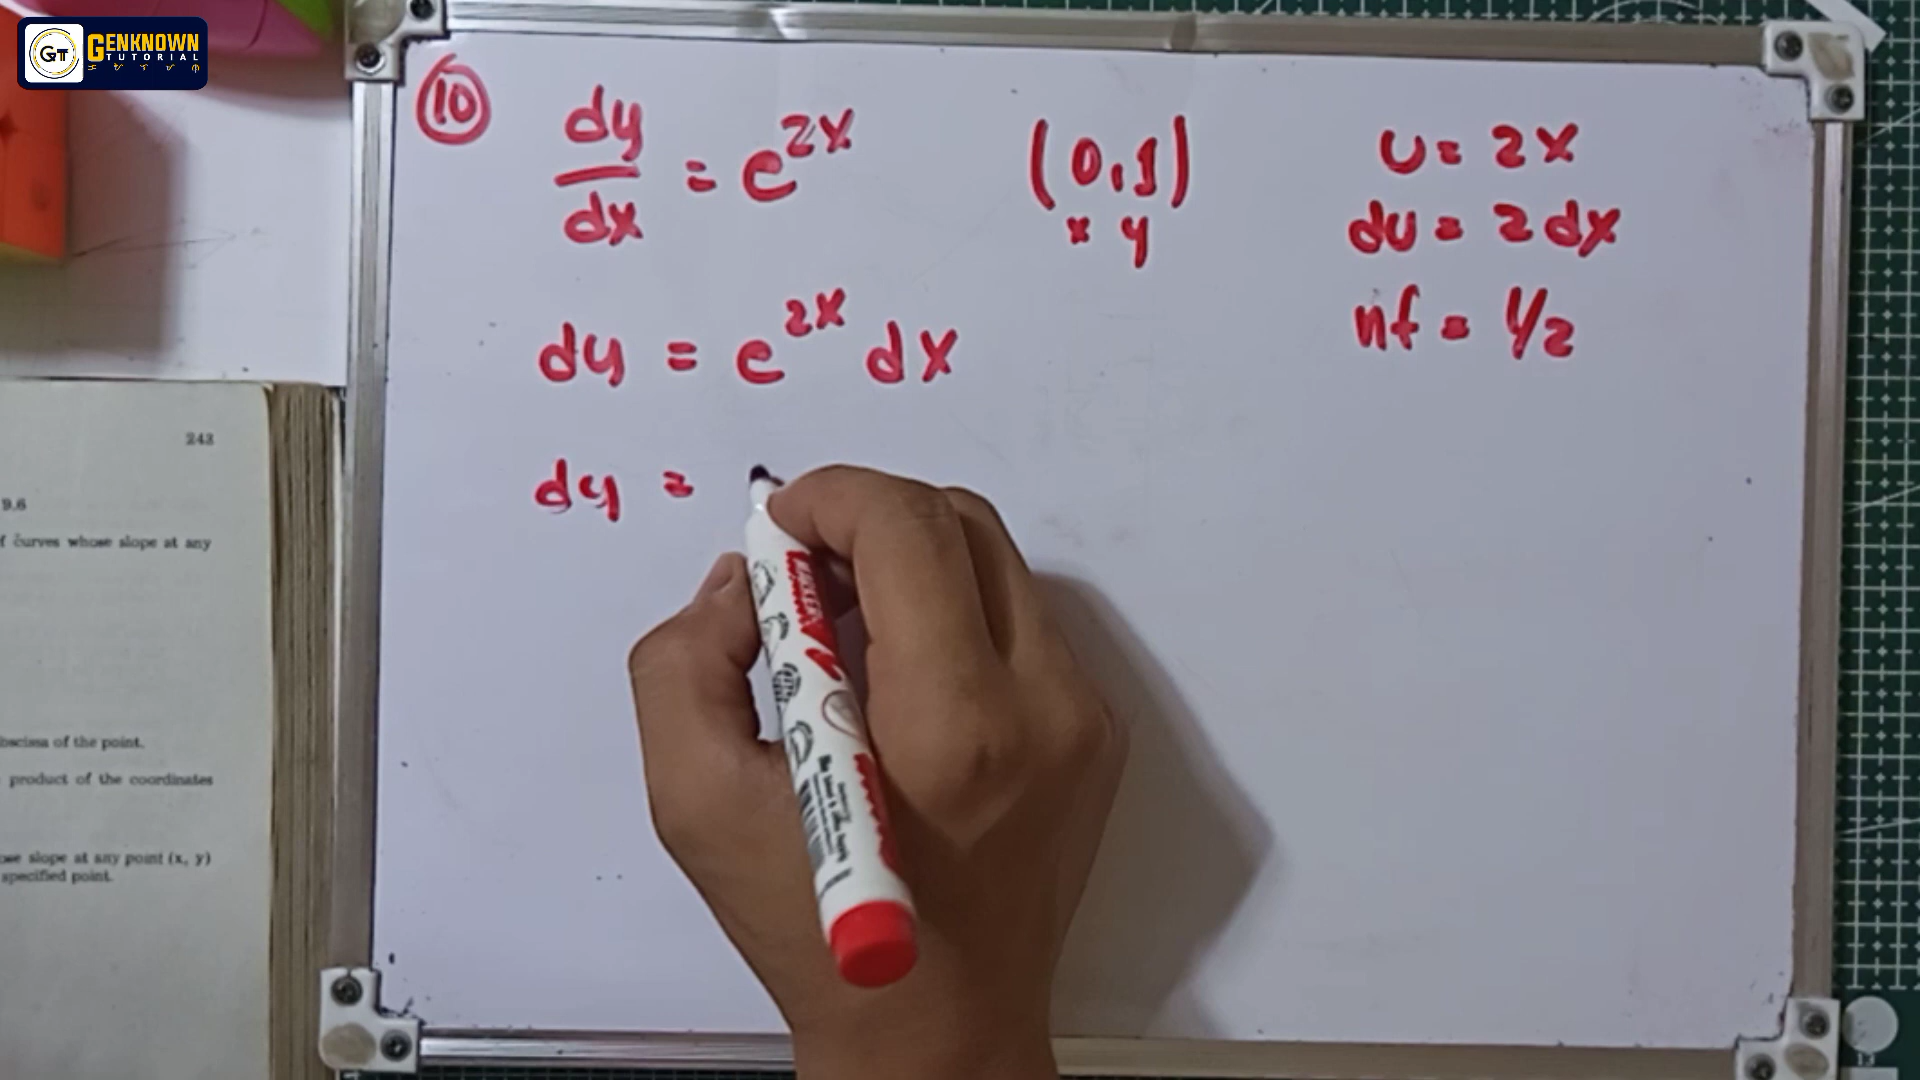 GT GENKNOWN
TUTORIAL
10
dy/dx = e^2x
(0,1)
x y
u = 2x
du = 2dx
nf = 1/2
dy = e^2x dx
dy =
243
9.6
f curves whose slope at any
bscissa of the point.
product of the coordinates
ose slope at any point (x, y)
specified point.